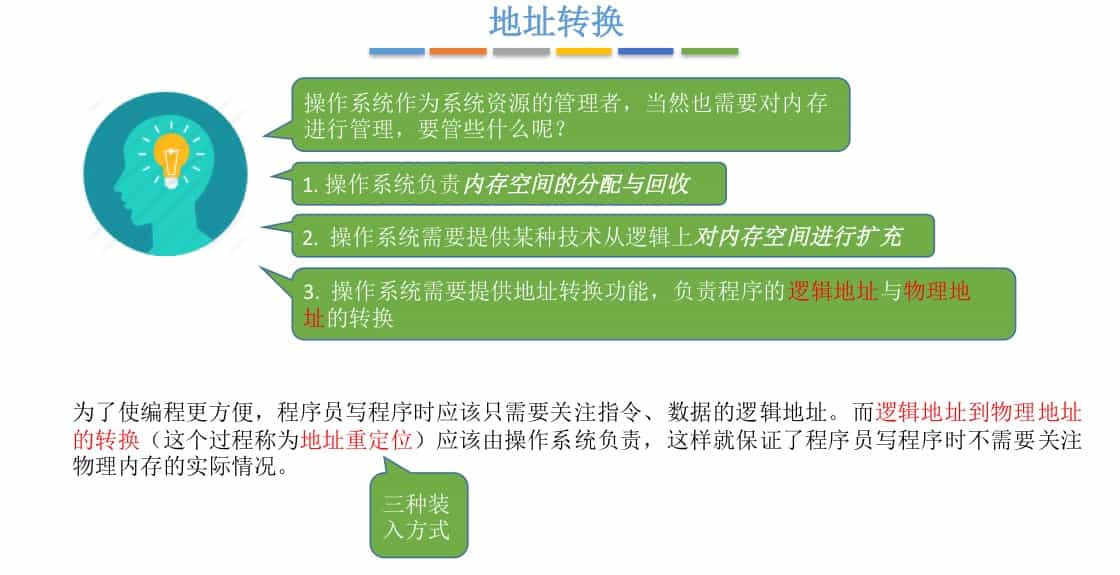 地址转换
操作系统作为系统资源的管理者，当然也需要对内存
进行管理，要管些什么呢？
1. 操作系统负责内存空间的分配与回收
2. 操作系统需要提供某种技术从逻辑上对内存空间进行扩充
3. 操作系统需要提供地址转换功能，负责程序的逻辑地址与物理地
址的转换
为了使编程更方便，程序员写程序时应该只需要关注指令、数据的逻辑地址。而逻辑地址到物理地址
的转换（这个过程称为地址重定位）应该由操作系统负责，这样就保证了程序员写程序时不需要关注
物理内存的实际情况。
三种装
入方式